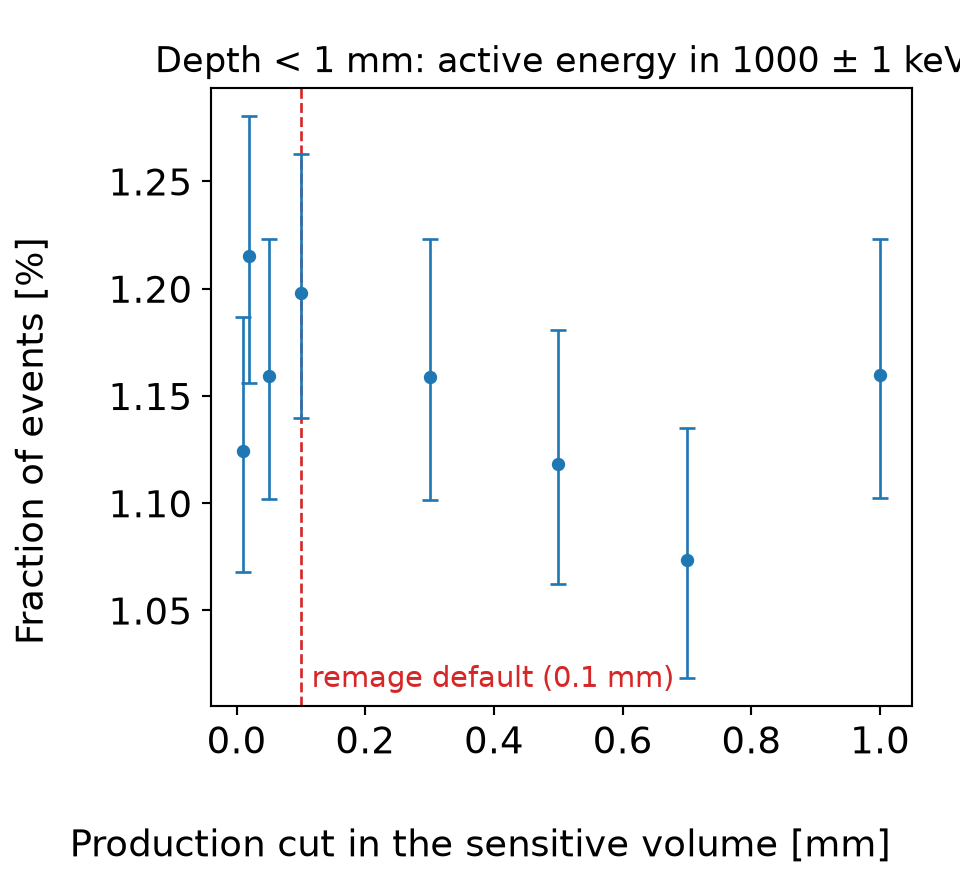 Depth < 1 mm: active energy in 1000 ± 1 keV
Fraction of events [%]
1.25
1.20
1.15
1.10
1.05
remage default (0.1 mm)
0.0 0.2 0.4 0.6 0.8 1.0
Production cut in the sensitive volume [mm]